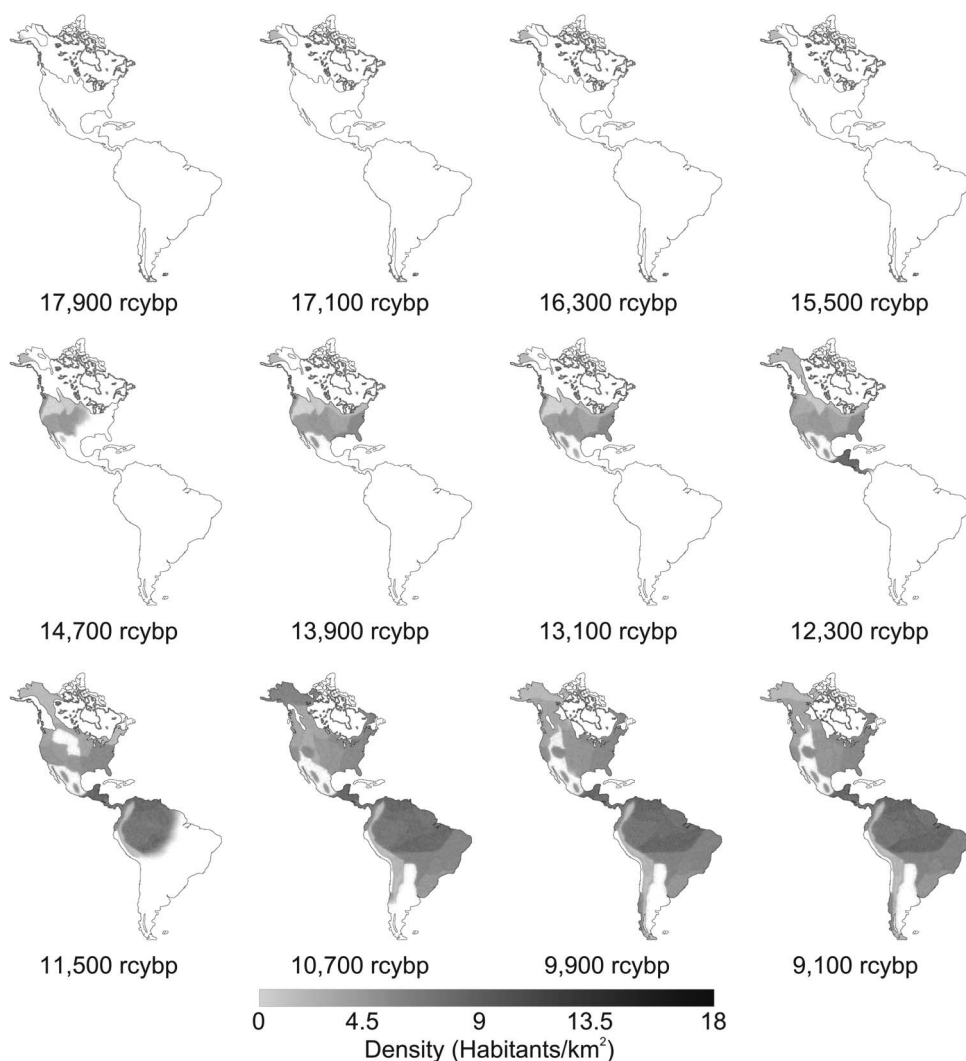 17,900 rcybp
17,100 rcybp
16,300 rcybp
15,500 rcybp
14,700 rcybp
13,900 rcybp
13,100 rcybp
12,300 rcybp
11,500 rcybp
10,700 rcybp
9,900 rcybp
9,100 rcybp
0 4.5 9 13.5 18
Density (Habitants/km²)